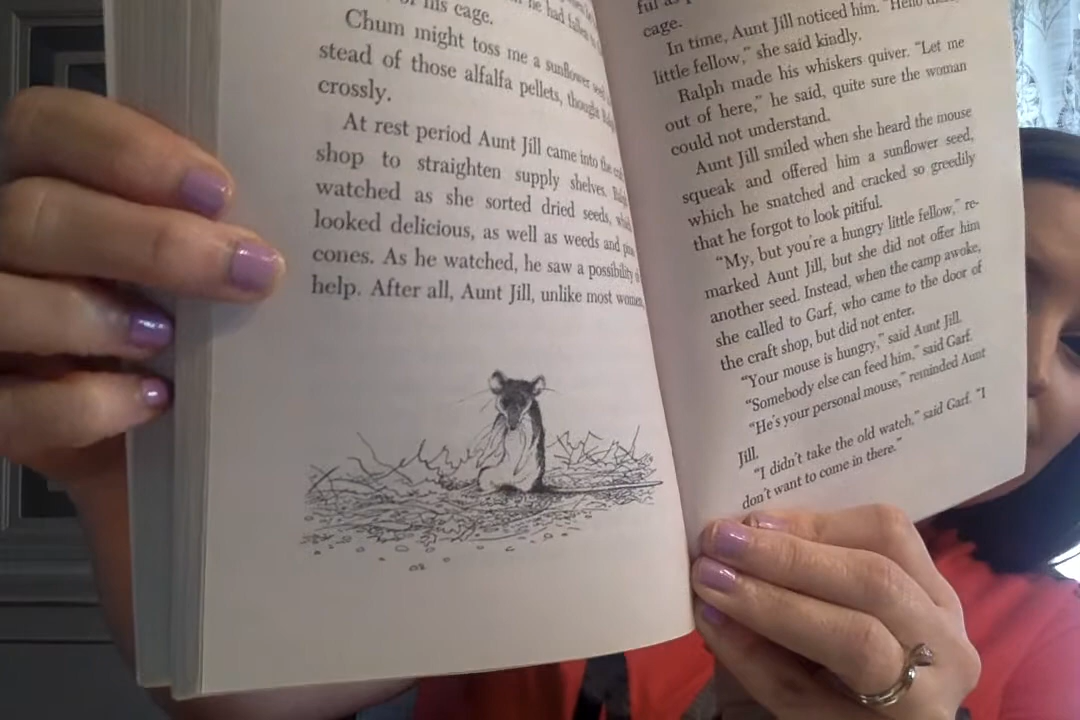 his cage.
he had fallen
Chum might toss me a sunflower seed
stead of those alfalfa pellets, thought
crossly.
At rest period Aunt Jill came into the
shop to straighten supply shelves.
watched as she sorted dried seeds,
looked delicious, as well as weeds and
cones. As he watched, he saw a possibility
help. After all, Aunt Jill, unlike most women,
cage.
In time, Aunt Jill noticed him. "Hello
little fellow," she said kindly.
Ralph made his whiskers quiver. "Let me
out of here," he said, quite sure the woman
could not understand.
Aunt Jill smiled when she heard the mouse
squeak and offered him a sunflower seed,
which he snatched and cracked so greedily
that he forgot to look pitiful.
"My, but you're a hungry little fellow," re-
marked Aunt Jill, but she did not offer him
another seed. Instead, when the camp awoke,
she called to Garf, who came to the door of
the craft shop, but did not enter.
"Your mouse is hungry," said Aunt Jill.
"Somebody else can feed him," said Garf.
"He's your personal mouse," reminded Aunt
Jill.
"I didn't take the old watch," said Garf. "I
don't want to come in there."